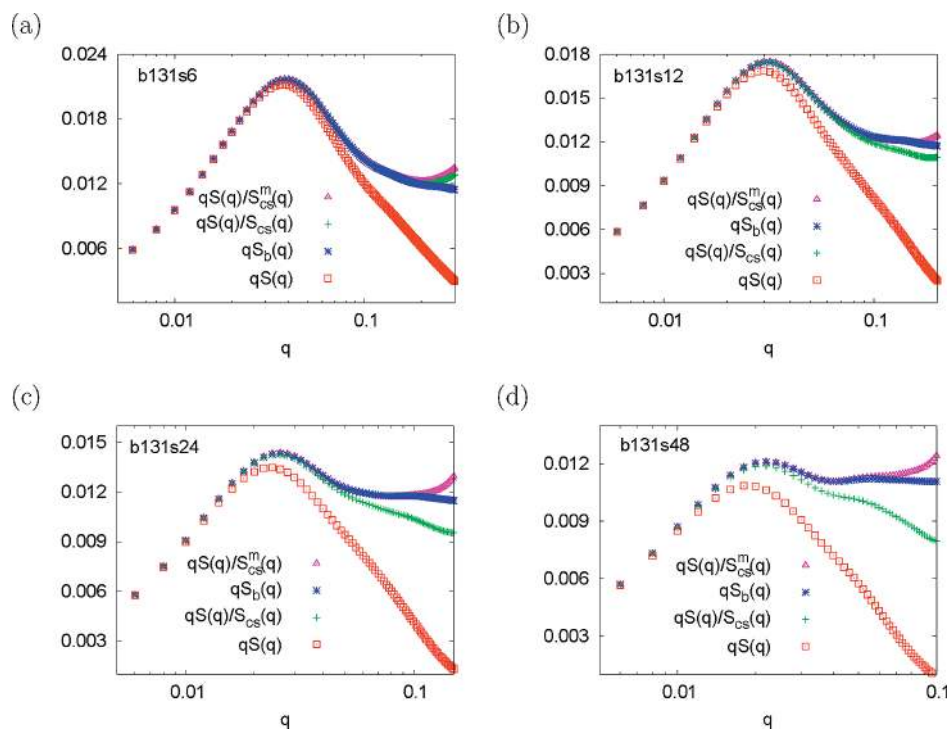 (a)
0.024
b131s6
0.018
0.012
qS(q)/S_cs^m(q)
qS(q)/S_cs(q)
0.006
qS_b(q)
qS(q)
0.01 0.1
q
(b)
0.018
b131s12
0.015
0.012
0.009
qS(q)/S_cs^m(q)
0.006
qS_b(q)
qS(q)/S_cs(q)
0.003
qS(q)
0.01 0.1
q
(c)
0.015
b131s24
0.012
0.009
0.006
qS(q)/S_cs^m(q)
qS_b(q)
0.003
qS(q)/S_cs(q)
qS(q)
0.01 0.1
q
(d)
b131s48
0.012
0.009
0.006
qS(q)/S_cs^m(q)
qS_b(q)
0.003
qS(q)/S_cs(q)
qS(q)
0.01 0.1
q